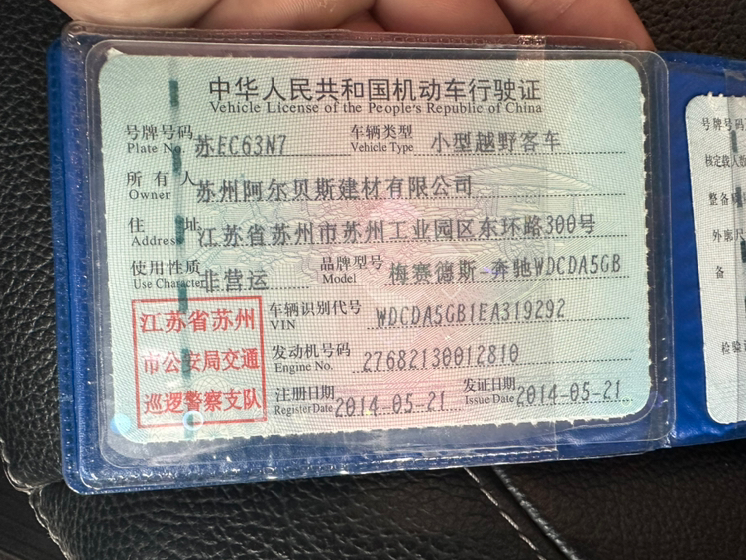 中华人民共和国机动车行驶证
Vehicle License of the People's Republic of China
号牌号码 苏EC63N7 车辆类型 小型越野客车
Plate No. Vehicle Type
所有人 苏州阿尔贝斯建材有限公司
Owner
住址 江苏省苏州市苏州工业园区东环路300号
Address
使用性质 非营运 品牌型号 梅赛德斯-奔驰WDCDA5GB
Use Character Model
江苏省苏州
市公安局交通
巡逻警察支队
车辆识别代号 WDCDA5GB1EA319292
VIN
发动机号码 27682130012810
Engine No.
注册日期 2014-05-21 发证日期 2014-05-21
Register Date Issue Date
号牌号码
核定载人数
整备质
外廓尺
备
检验